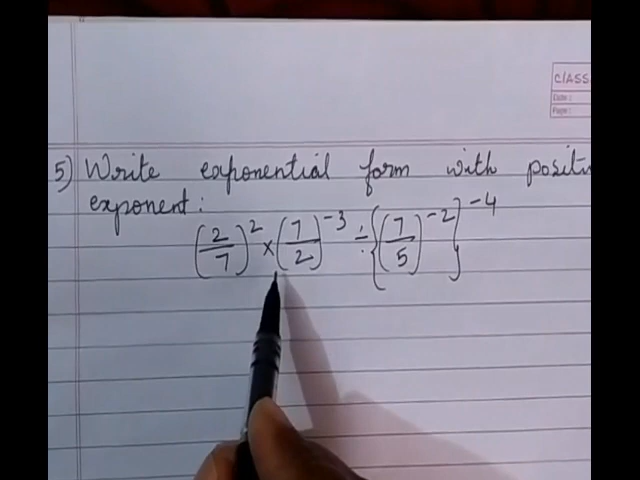 CLASS
Date :
Page :
5) Write exponential form with positiv
exponent :
(2/7)^2 × (7/2)^-3 ÷ {(7/5)^-2}^-4